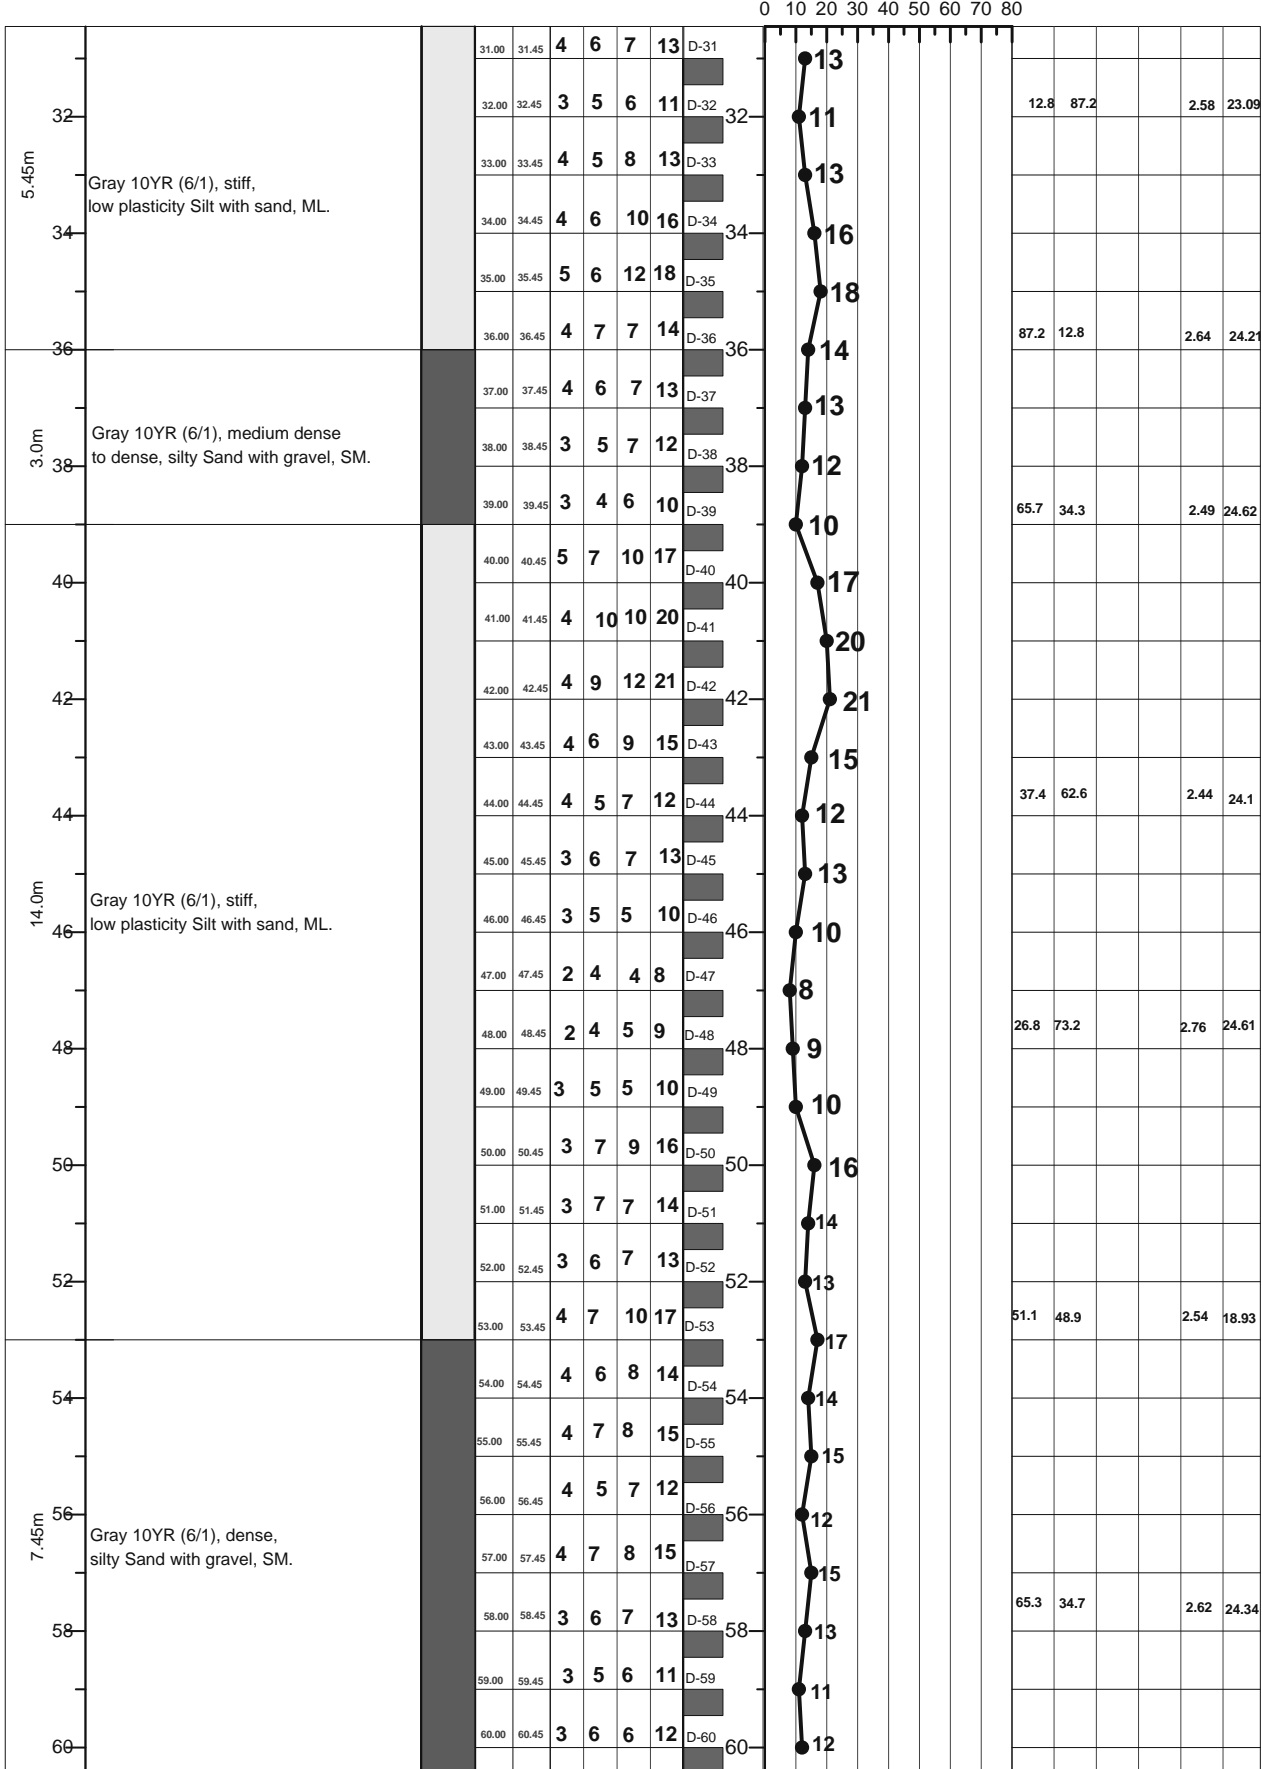 0 10 20 30 40 50 60 70 80
31.00 31.45 4 6 7 13 D-31 13
32 32.00 32.45 3 5 6 11 D-32 32 11 12.8 87.2 2.58 23.09
33.00 33.45 4 5 8 13 D-33 13
5.45m
Gray 10YR (6/1), stiff,
low plasticity Silt with sand, ML.
34 34.00 34.45 4 6 10 16 D-34 34 16
35.00 35.45 5 6 12 18 D-35 18
36 36.00 36.45 4 7 7 14 D-36 36 14 87.2 12.8 2.64 24.21
37.00 37.45 4 6 7 13 D-37 13
3.0m
Gray 10YR (6/1), medium dense
to dense, silty Sand with gravel, SM.
38 38.00 38.45 3 5 7 12 D-38 38 12
39.00 39.45 3 4 6 10 D-39 10 65.7 34.3 2.49 24.62
40 40.00 40.45 5 7 10 17 D-40 40 17
41.00 41.45 4 10 10 20 D-41 20
42 42.00 42.45 4 9 12 21 D-42 42 21
43.00 43.45 4 6 9 15 D-43 15
44 44.00 44.45 4 5 7 12 D-44 44 12 37.4 62.6 2.44 24.1
45.00 45.45 3 6 7 13 D-45 13
14.0m
Gray 10YR (6/1), stiff,
low plasticity Silt with sand, ML.
46 46.00 46.45 3 5 5 10 D-46 46 10
47.00 47.45 2 4 4 8 D-47 8
48 48.00 48.45 2 4 5 9 D-48 48 9 26.8 73.2 2.76 24.61
49.00 49.45 3 5 5 10 D-49 10
50 50.00 50.45 3 7 9 16 D-50 50 16
51.00 51.45 3 7 7 14 D-51 14
52 52.00 52.45 3 6 7 13 D-52 52 13
53.00 53.45 4 7 10 17 D-53 17 51.1 48.9 2.54 18.93
54 54.00 54.45 4 6 8 14 D-54 54 14
55.00 55.45 4 7 8 15 D-55 15
56 56.00 56.45 4 5 7 12 D-56 56 12
7.45m
Gray 10YR (6/1), dense,
silty Sand with gravel, SM.
57.00 57.45 4 7 8 15 D-57 15
58 58.00 58.45 3 6 7 13 D-58 58 13 65.3 34.7 2.62 24.34
59.00 59.45 3 5 6 11 D-59 11
60 60.00 60.45 3 6 6 12 D-60 60 12